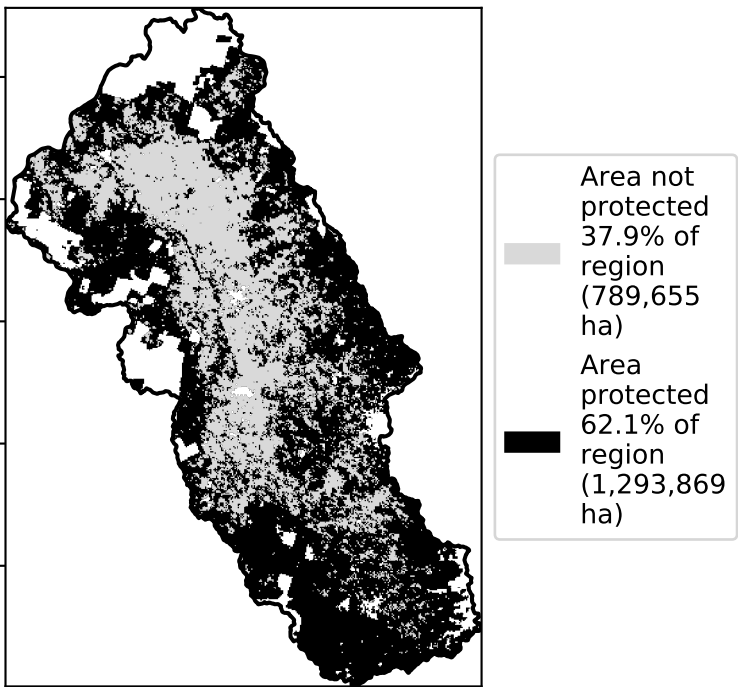 Area not
protected
37.9% of
region
(789,655
ha)
Area
protected
62.1% of
region
(1,293,869
ha)